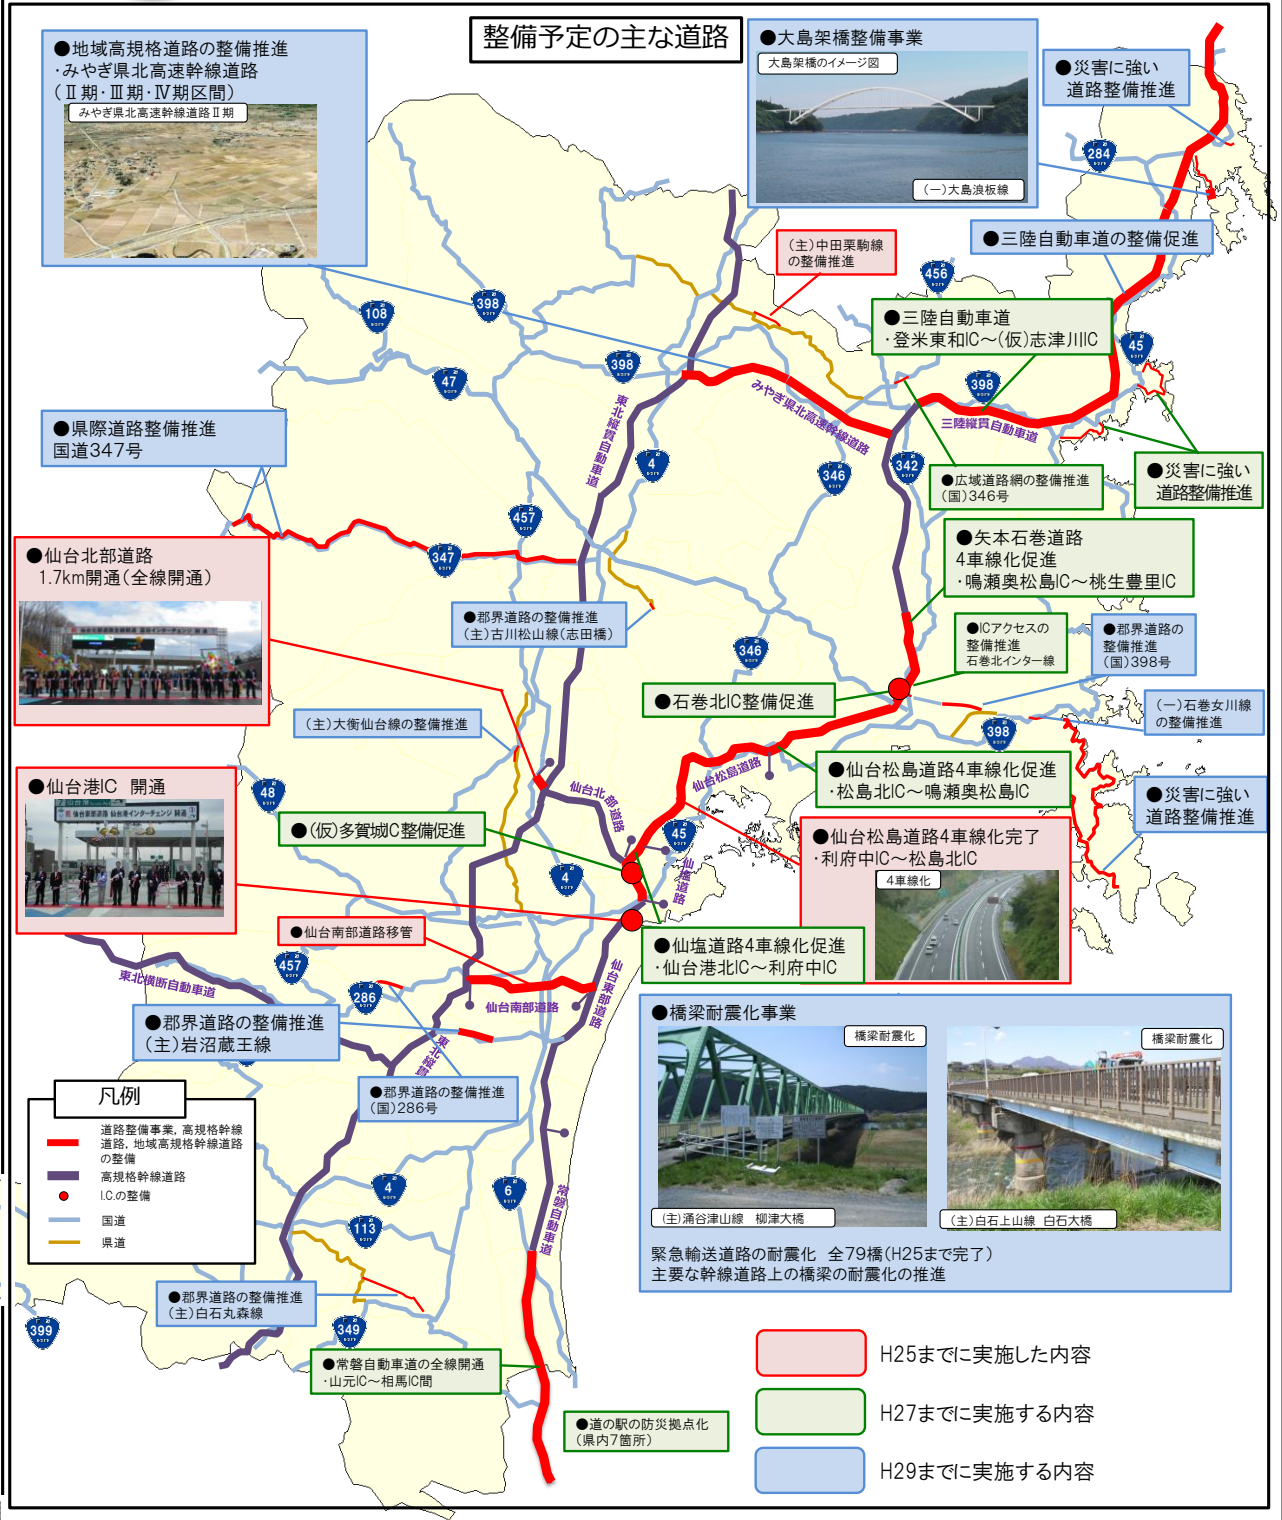 整備予定の主な道路
●地域高規格道路の整備推進
・みやぎ県北高速幹線道路
(Ⅱ期・Ⅲ期・Ⅳ期区間)
みやぎ県北高速幹線道路Ⅱ期
●大島架橋整備事業
大島架橋のイメージ図
(一)大島浪板線
●災害に強い
道路整備推進
284
●三陸自動車道の整備促進
(主)中田栗駒線
の整備推進
456
398
108
●三陸自動車道
・登米東和IC～(仮)志津川IC
45
398
47
398
みやぎ県北高速幹線道路
三陸縦貫自動車道
東北縦貫自動車道
●県際道路整備推進
国道347号
4
346
342
●広域道路網の整備推進
(国)346号
●災害に強い
道路整備推進
457
347
●仙台北部道路
1.7km開通(全線開通)
●矢本石巻道路
4車線化促進
・鳴瀬奥松島IC～桃生豊里IC
●郡界道路の整備推進
(主)古川松山線(志田橋)
346
●ICアクセスの
整備推進
石巻北インター線
●郡界道路の
整備推進
(国)398号
●石巻北IC整備促進
(一)石巻女川線
の整備推進
398
(主)大衡仙台線の整備推進
仙台松島道路
●仙台松島道路4車線化促進
・松島北IC～鳴瀬奥松島IC
●災害に強い
道路整備推進
●仙台港IC 開通
48
仙台北部道路
●(仮)多賀城IC整備促進
45
仙塩道路
●仙台松島道路4車線化完了
・利府中IC～松島北IC
4車線化
4
●仙台南部道路移管
●仙塩道路4車線化促進
・仙台港北IC～利府中IC
東北横断自動車道
457
286
仙台南部道路
仙台東部道路
●郡界道路の整備推進
(主)岩沼蔵王線
東北縦貫
●郡界道路の整備推進
(国)286号
●橋梁耐震化事業
橋梁耐震化
橋梁耐震化
(主)涌谷津山線 柳津大橋
(主)白石上山線 白石大橋
緊急輸送道路の耐震化 全79橋(H25まで完了)
主要な幹線道路上の橋梁の耐震化の推進
凡例
道路整備事業，高規格幹線
道路，地域高規格幹線道路
の整備
高規格幹線道路
I.C.の整備
国道
県道
4
6
113
常磐自動車道
●郡界道路の整備推進
(主)白石丸森線
399
349
●常磐自動車道の全線開通
・山元IC～相馬IC間
●道の駅の防災拠点化
(県内7箇所)
H25までに実施した内容
H27までに実施する内容
H29までに実施する内容